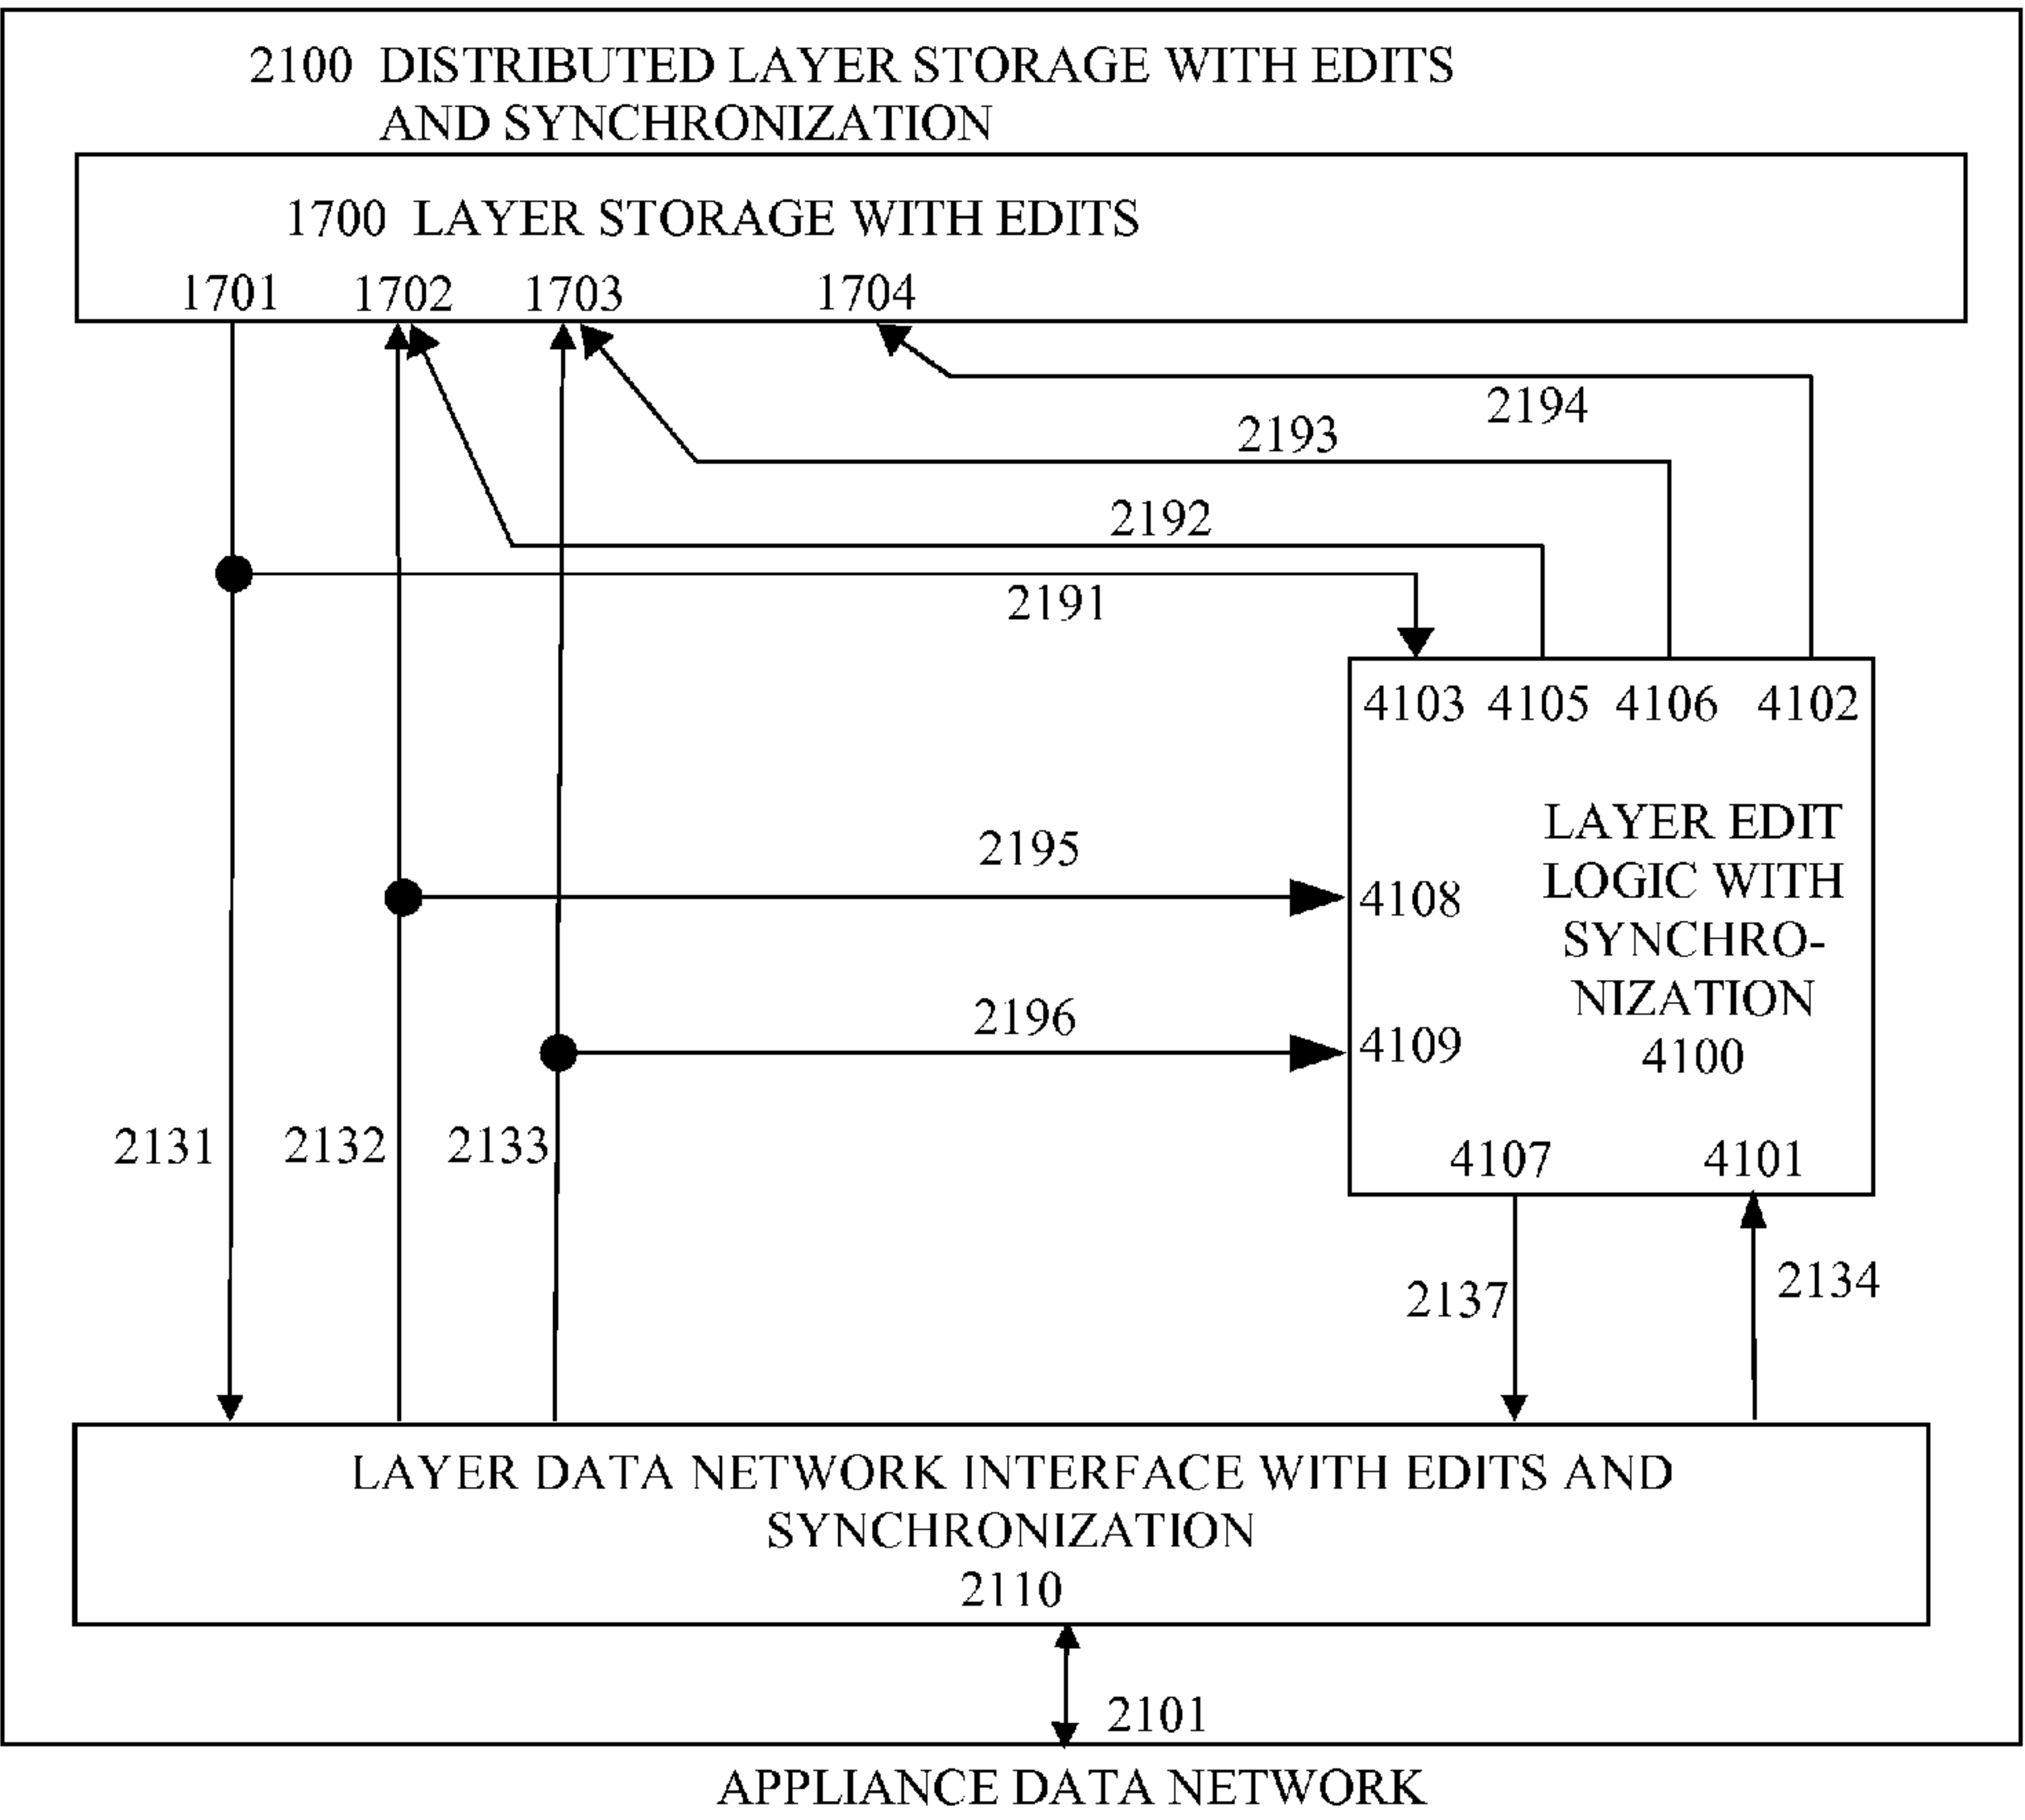 2100 DISTRIBUTED LAYER STORAGE WITH EDITS
AND SYNCHRONIZATION
1700 LAYER STORAGE WITH EDITS
1701 1702 1703 1704
2194
2193
2192
2191
4103 4105 4106 4102
LAYER EDIT
LOGIC WITH
SYNCHRO-
NIZATION
4100
2195
4108
2196
4109
2131 2132 2133
4107 4101
2137 2134
LAYER DATA NETWORK INTERFACE WITH EDITS AND
SYNCHRONIZATION
2110
2101
APPLIANCE DATA NETWORK